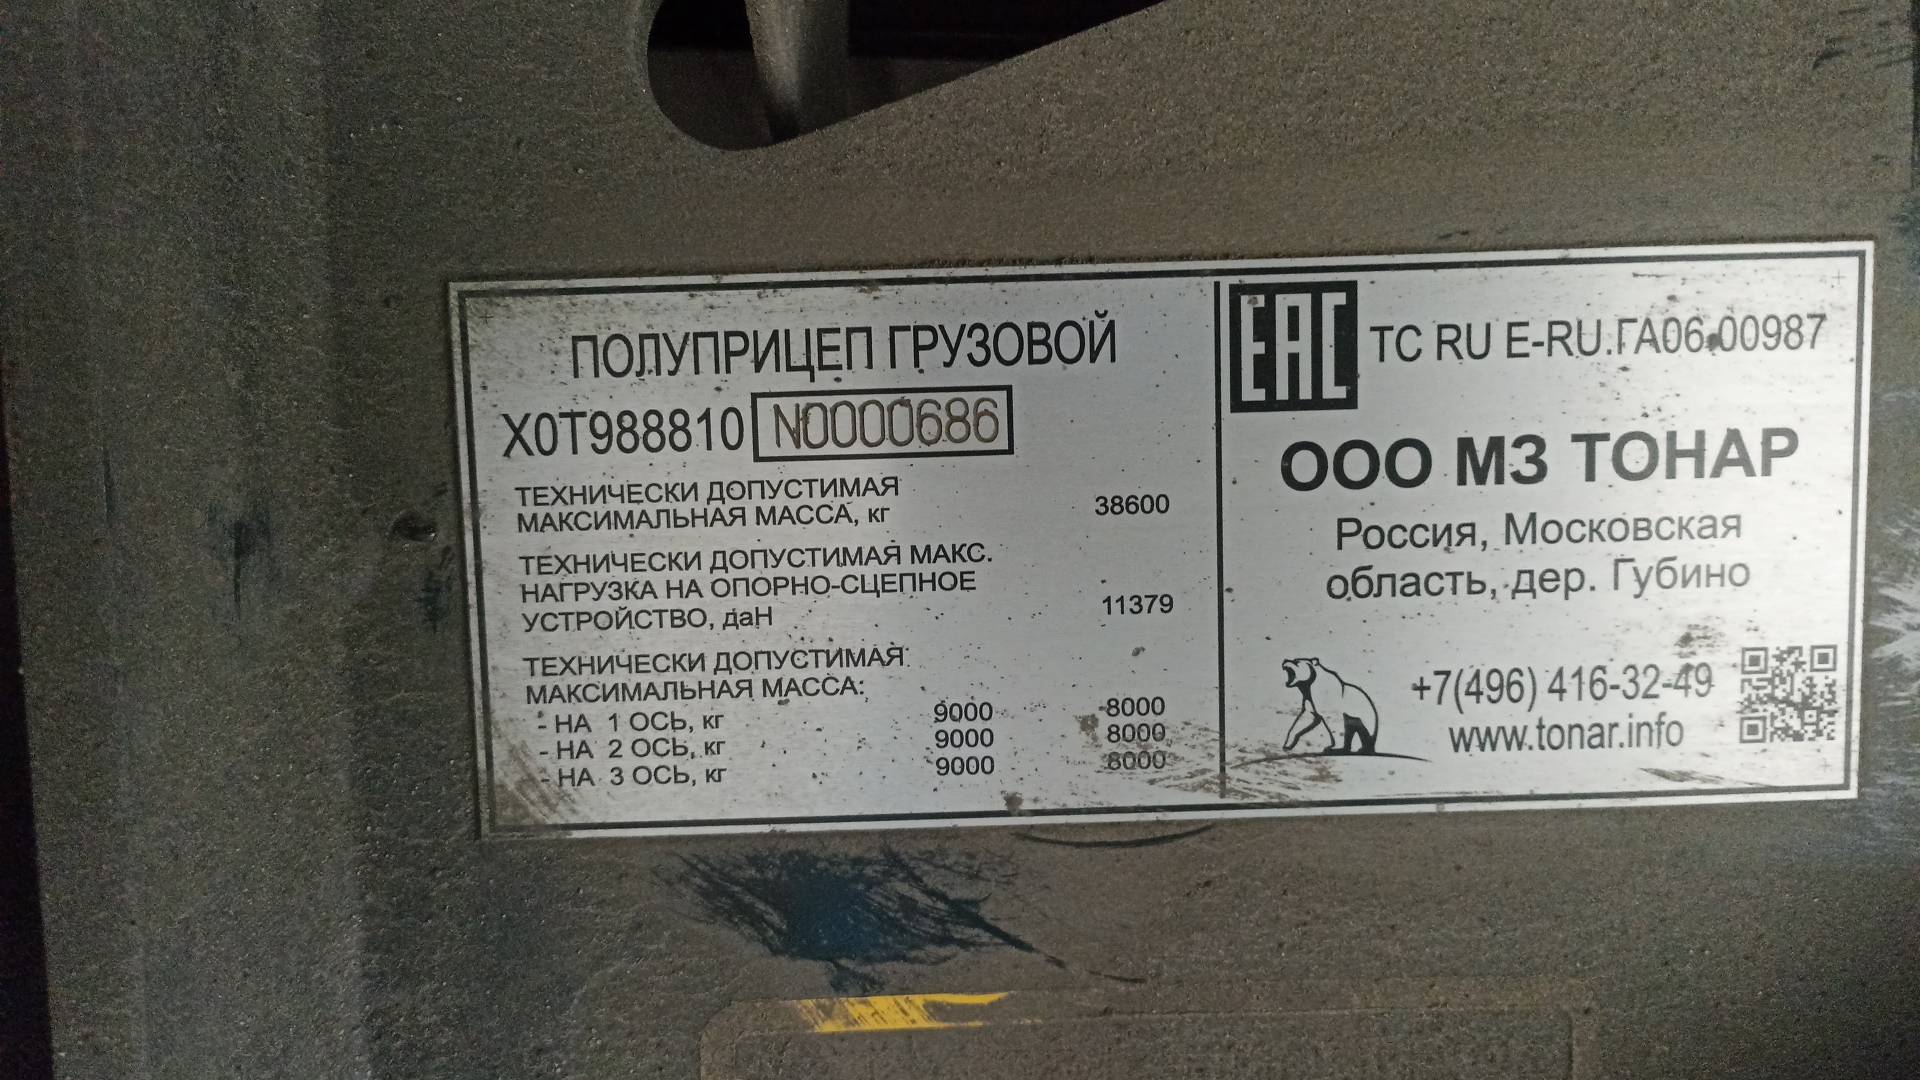 ПОЛУПРИЦЕП ГРУЗОВОЙ
X0T988810 N0000686
ТЕХНИЧЕСКИ ДОПУСТИМАЯ
МАКСИМАЛЬНАЯ МАССА, кг 38600
ТЕХНИЧЕСКИ ДОПУСТИМАЯ МАКС.
НАГРУЗКА НА ОПОРНО-СЦЕПНОЕ
УСТРОЙСТВО, даН 11379
ТЕХНИЧЕСКИ ДОПУСТИМАЯ
МАКСИМАЛЬНАЯ МАССА:
- НА 1 ОСЬ, кг 9000 8000
- НА 2 ОСЬ, кг 9000 8000
- НА 3 ОСЬ, кг 9000 8000
EAC ТС RU E-RU.ГА06.00987
ООО МЗ ТОНАР
Россия, Московская
область, дер. Губино
+7(496) 416-32-49
www.tonar.info